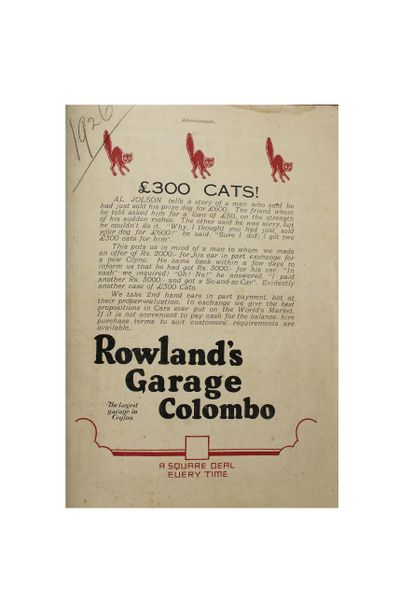 1926
Advertisements.
£300 CATS!
AL JOLSON tells a story of a man who said he
had just sold his prize dog for £600. The friend whom
he told asked him for a loan of £50, on the strength
of his sudden riches. The other said he was sorry, but
he couldn't do it. "Why, I thought you had just sold
your dog for £600!" he said. "Sure I did. I got two
£300 cats for him"
This puts us in mind of a man to whom we made
an offer of Rs. 2000/- for his car in part exchange for
a new Clyno. He came back within a few days to
inform us that he had got Rs. 3000/- for his car. "In
cash" we inquired? "Oh! No!" he answered, "I paid
another Rs. 3000/- and got a So-and-so Car". Evidently
another case of £300 Cats.
We take 2nd hand cars in part payment, but at
their proper valuation. In exchange we give the best
propositions in Cars ever put on the World's Market.
If it is not convenient to pay cash for the balance, hire
purchase terms to suit customers' requirements are
available.
Rowland's
Garage
The largest
garage in
Ceylon
Colombo
A SQUARE DEAL
EVERY TIME